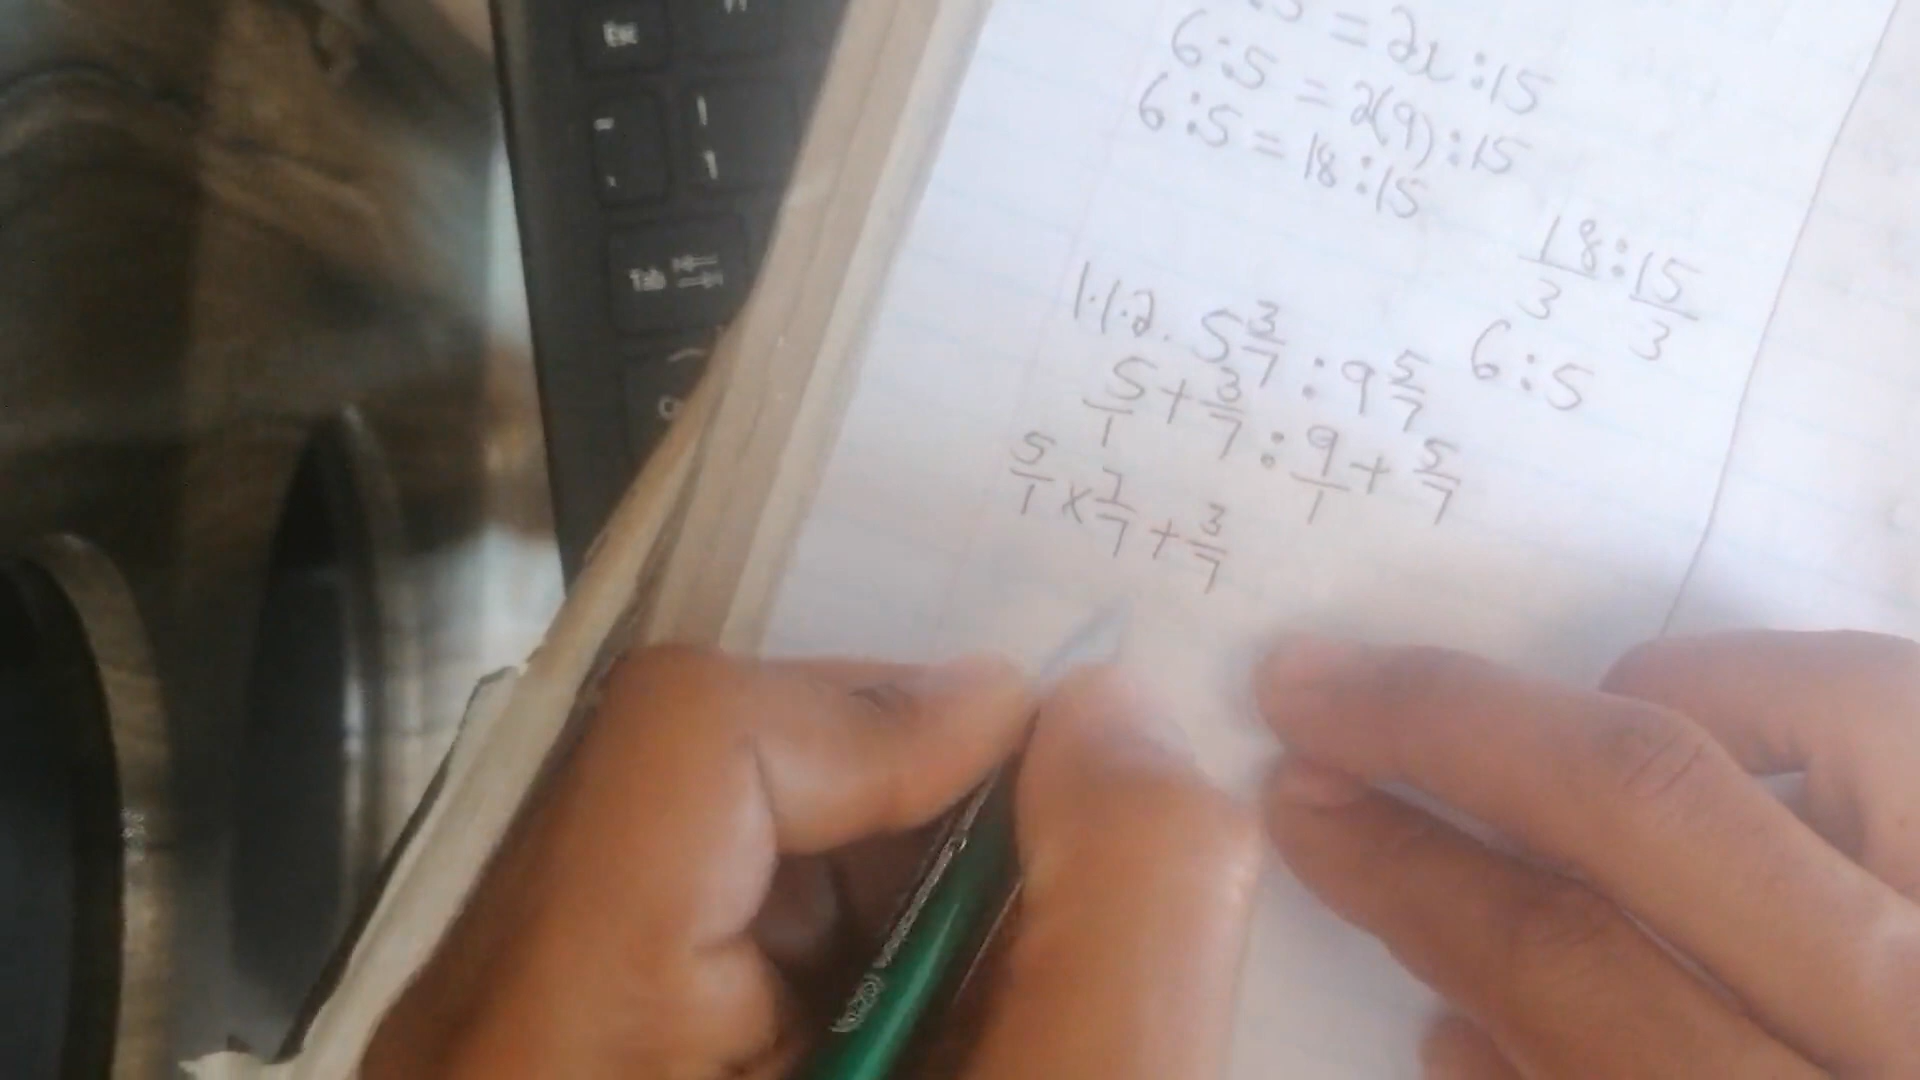 Esc
Tab
= 2x:15
6:5 = 2(9):15
6:5 = 18:15
18/3 : 15/3
6:5
1.1.2. 5 3/7 : 9 5/7
5/1 + 3/7 : 9/1 + 5/7
5/1 × 7/7 + 3/7